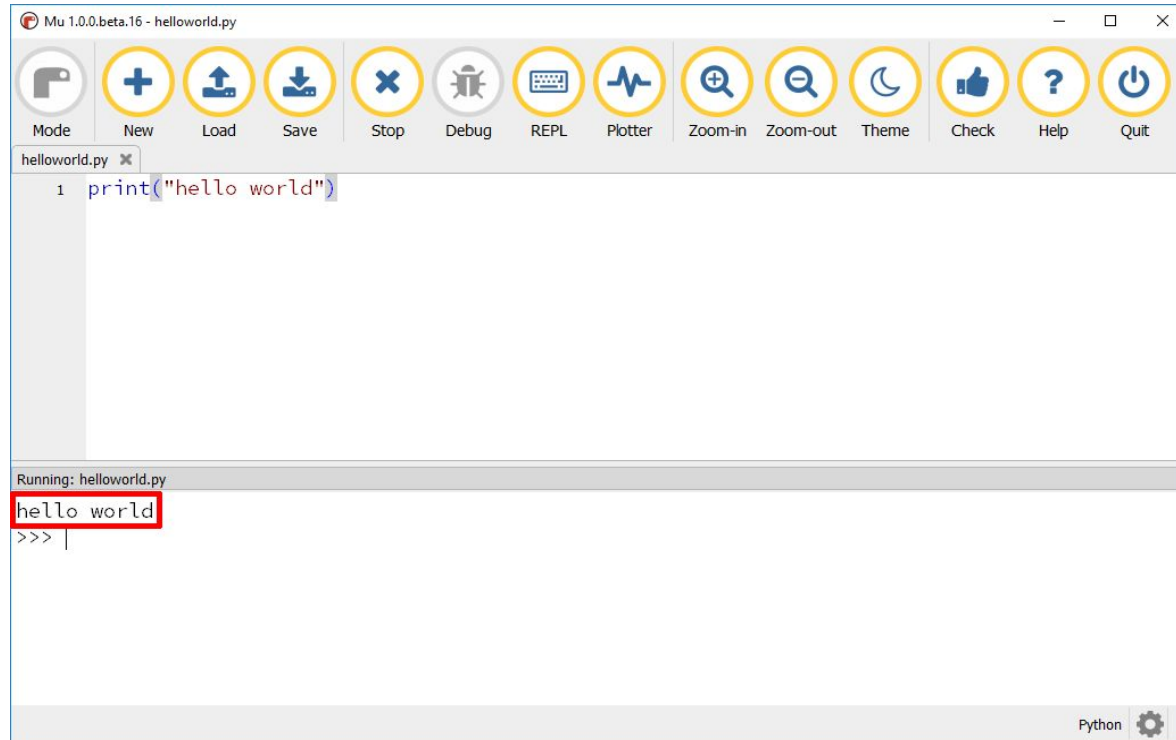 Mu 1.0.0.beta.16 - helloworld.py
Mode New Load Save Stop Debug REPL Plotter Zoom-in Zoom-out Theme Check Help Quit
helloworld.py
1 print("hello world")
Running: helloworld.py
hello world
>>>
Python